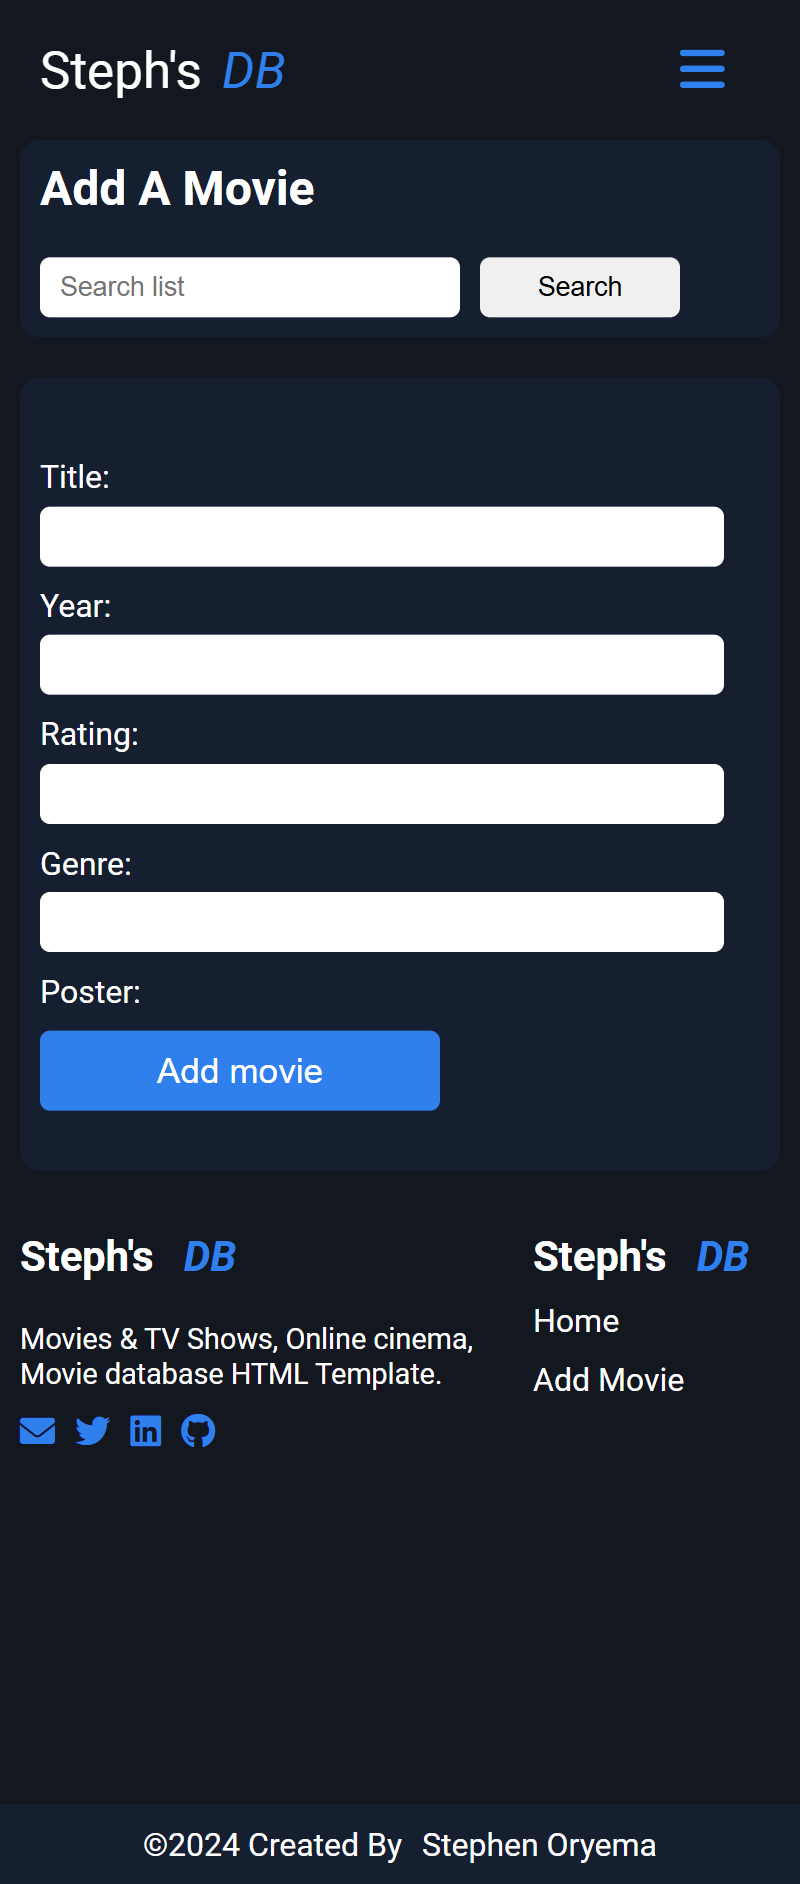 Steph's DB
Add A Movie
Search list
Search
Title:
Year:
Rating:
Genre:
Poster:
Add movie
Steph's DB
Movies & TV Shows, Online cinema,
Movie database HTML Template.
Steph's DB
Home
Add Movie
©2024 Created By Stephen Oryema